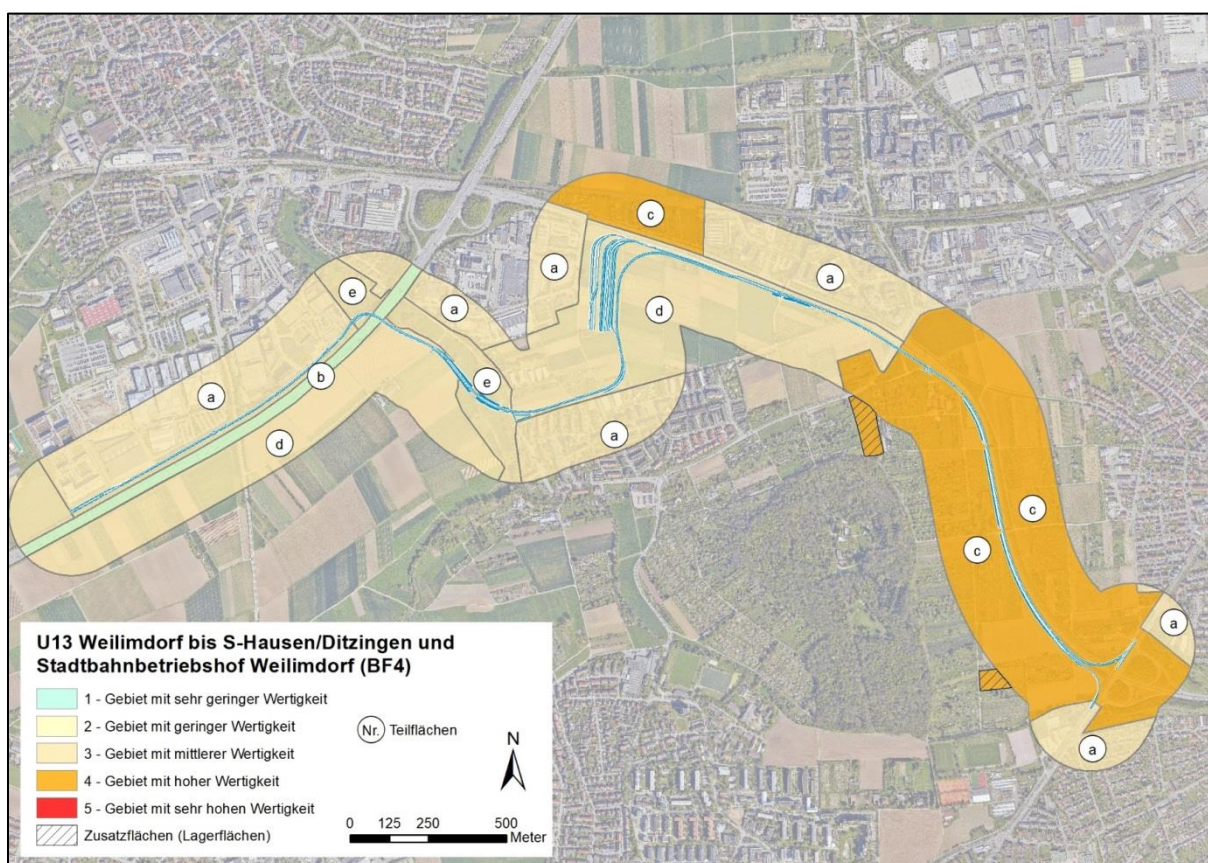 c
a
a
e
a
d
b
a
e
d
a
c
c
a
a
U13 Weilimdorf bis S-Hausen/Ditzingen und
Stadtbahnbetriebshof Weilimdorf (BF4)
1 - Gebiet mit sehr geringer Wertigkeit
2 - Gebiet mit geringer Wertigkeit
3 - Gebiet mit mittlerer Wertigkeit
4 - Gebiet mit hoher Wertigkeit
5 - Gebiet mit sehr hohen Wertigkeit
Zusatzflächen (Lagerflächen)
Nr. Teilflächen
N
0 125 250 500
Meter